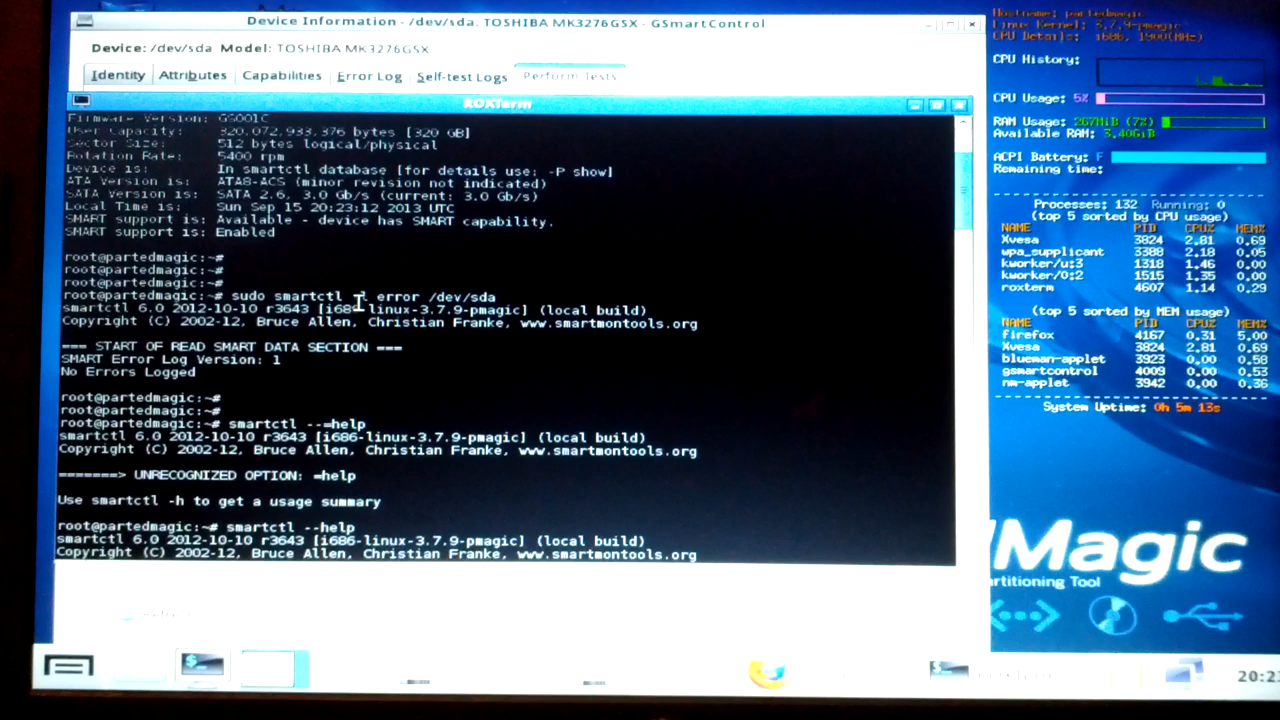 Device Information - /dev/sda. TOSHIBA MK3276GSX - GSmartControl
Device: /dev/sda Model: TOSHIBA MK3276GSX
Identity Attributes Capabilities Error Log Self-test Logs Perform Tests
ROXTerm
Firmware Version: GS001C
User Capacity: 320,072,933,376 bytes [320 GB]
Sector Size: 512 bytes logical/physical
Rotation Rate: 5400 rpm
Device is: In smartctl database [for details use: -P show]
ATA Version is: ATA8-ACS (minor revision not indicated)
SATA Version is: SATA 2.6, 3.0 Gb/s (current: 3.0 Gb/s)
Local Time is: Sun Sep 15 20:23:12 2013 UTC
SMART support is: Available - device has SMART capability.
SMART support is: Enabled
root@partedmagic:~#
root@partedmagic:~#
root@partedmagic:~#
root@partedmagic:~# sudo smartctl -l error /dev/sda
smartctl 6.0 2012-10-10 r3643 [i686-linux-3.7.9-pmagic] (local build)
Copyright (C) 2002-12, Bruce Allen, Christian Franke, www.smartmontools.org
=== START OF READ SMART DATA SECTION ===
SMART Error Log Version: 1
No Errors Logged
root@partedmagic:~#
root@partedmagic:~#
root@partedmagic:~# smartctl --=help
smartctl 6.0 2012-10-10 r3643 [i686-linux-3.7.9-pmagic] (local build)
Copyright (C) 2002-12, Bruce Allen, Christian Franke, www.smartmontools.org
=======> UNRECOGNIZED OPTION: =help
Use smartctl -h to get a usage summary
root@partedmagic:~# smartctl --help
smartctl 6.0 2012-10-10 r3643 [i686-linux-3.7.9-pmagic] (local build)
Copyright (C) 2002-12, Bruce Allen, Christian Franke, www.smartmontools.org
Hostname: partedmagic
Linux Kernel: 3.7.9-pmagic
CPU Details: i686, 1900(MHz)
CPU History:
CPU Usage: 5%
RAM Usage: 267MiB (7%)
Available RAM: 3.40GiB
ACPI Battery: F
Remaining time:
Processes: 132 Running: 0
(top 5 sorted by CPU usage)
NAME PID CPU% MEM%
Xvesa 3824 2.81 0.69
wpa_supplicant 3388 2.18 0.05
kworker/u:3 1318 1.46 0.00
kworker/0:2 1515 1.35 0.00
roxterm 4607 1.14 0.29
(top 5 sorted by MEM usage)
NAME PID CPU% MEM%
firefox 4167 0.31 5.00
Xvesa 3824 2.81 0.69
blueman-applet 3923 0.00 0.58
gsmartcontrol 4009 0.00 0.53
nm-applet 3942 0.00 0.36
System Uptime: 0h 5m 13s
Magic
artitioning Tool
20:23